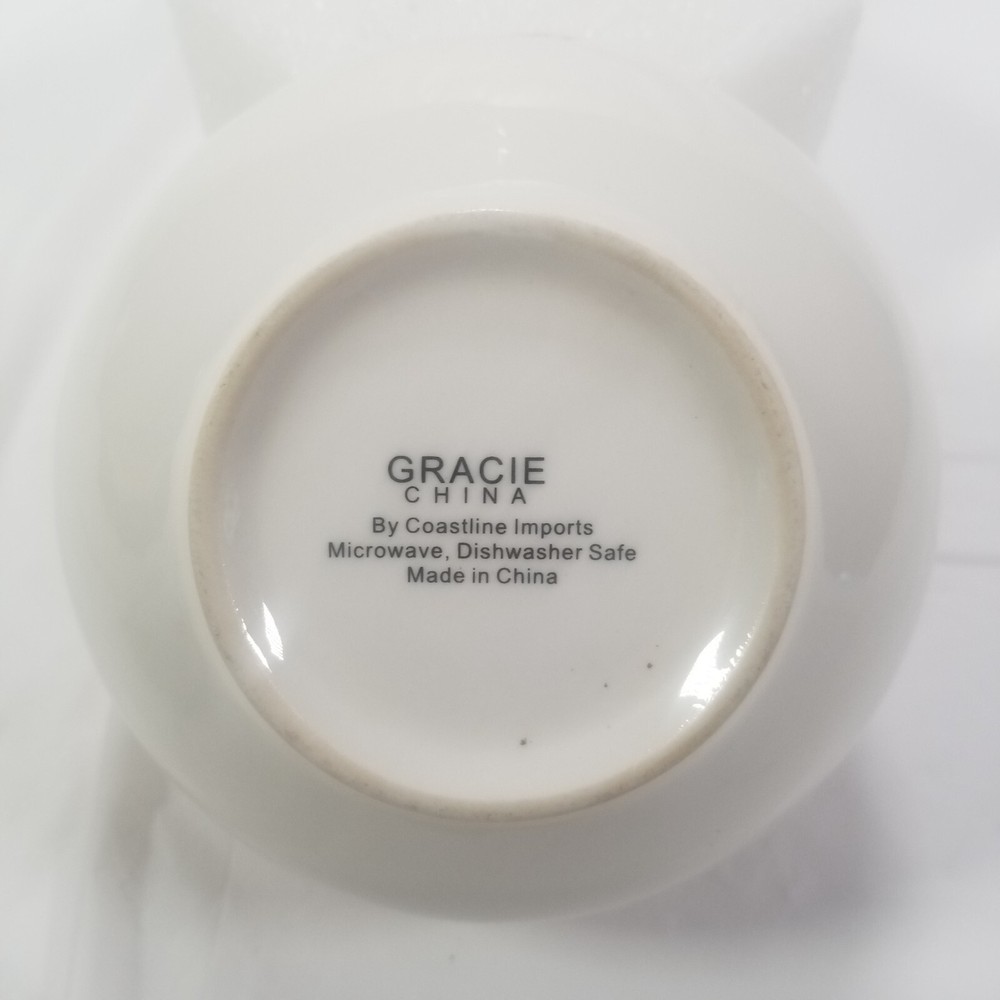 GRACIE
CHINA
By Coastline Imports
Microwave, Dishwasher Safe
Made in China